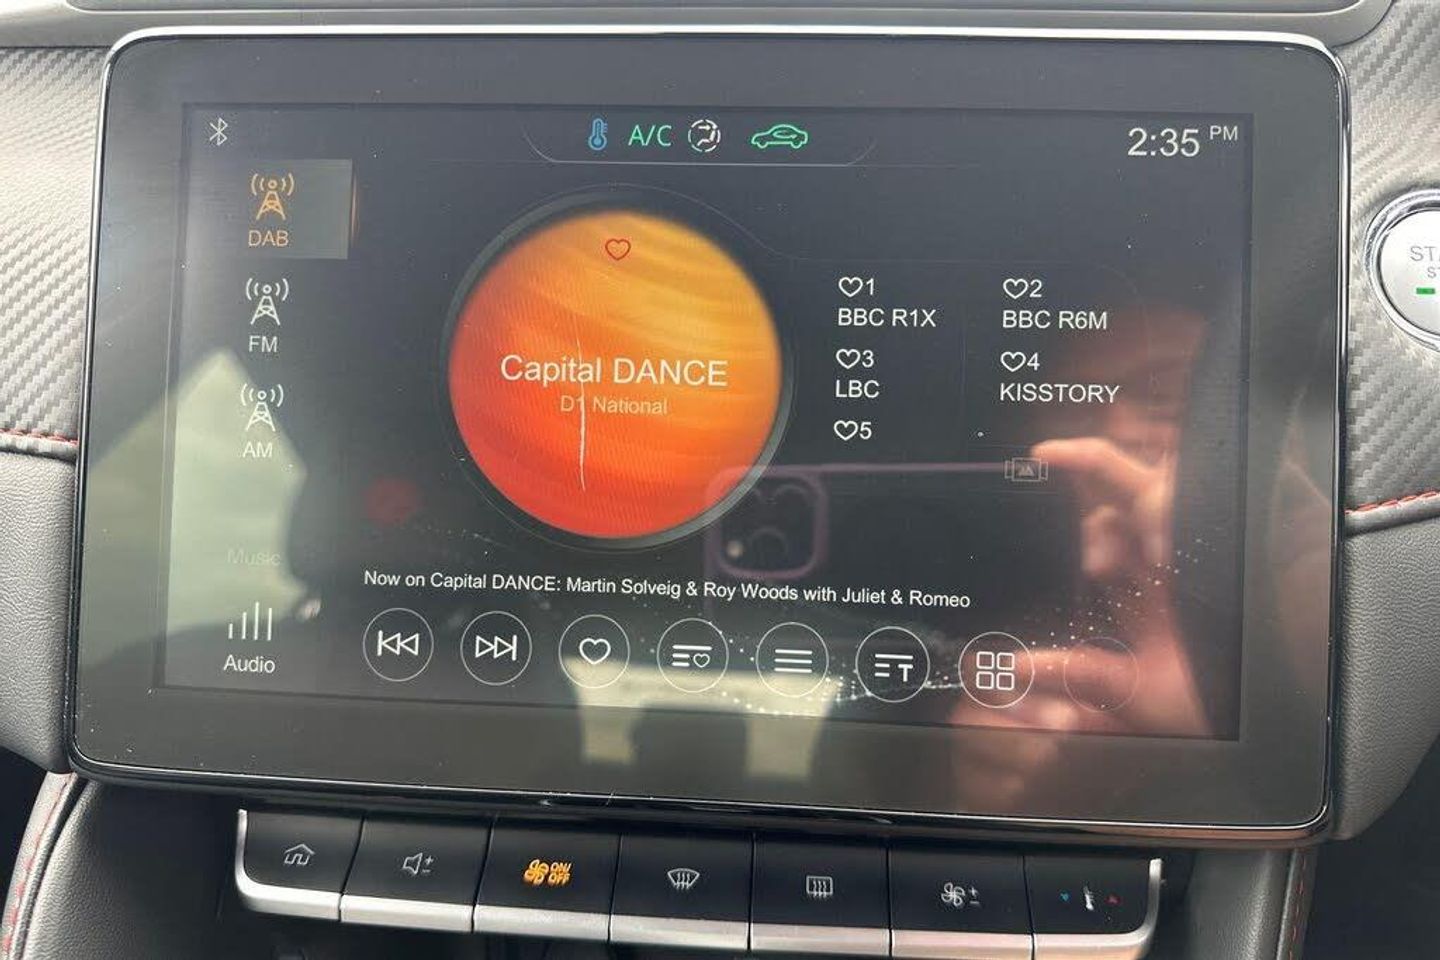 A/C
2:35 PM
DAB
FM
AM
Music
Audio
Capital DANCE
D1 National
1
BBC R1X
2
BBC R6M
3
LBC
4
KISSTORY
5
Now on Capital DANCE: Martin Solveig & Roy Woods with Juliet & Romeo
T
ON/
OFF